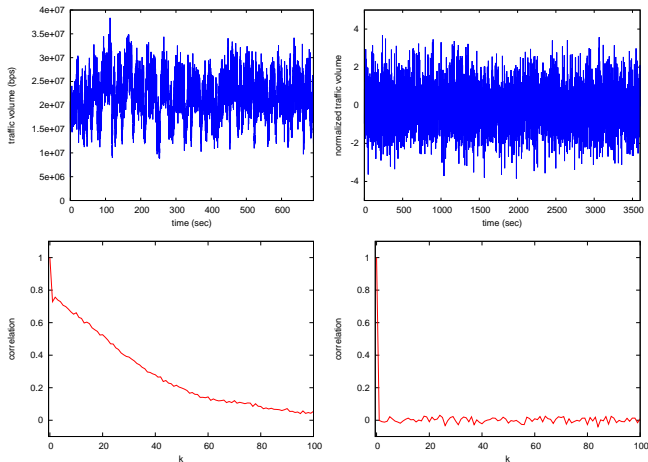 4e+07
3.5e+07
3e+07
2.5e+07
2e+07
1.5e+07
1e+07
5e+06
0
traffic volume (bps)
0 100 200 300 400 500 600
time (sec)
4
2
0
-2
-4
normalized traffic volume
0 500 1000 1500 2000 2500 3000 3500
time (sec)
1
0.8
0.6
0.4
0.2
0
correlation
0 20 40 60 80 100
k
1
0.8
0.6
0.4
0.2
0
correlation
0 20 40 60 80 100
k